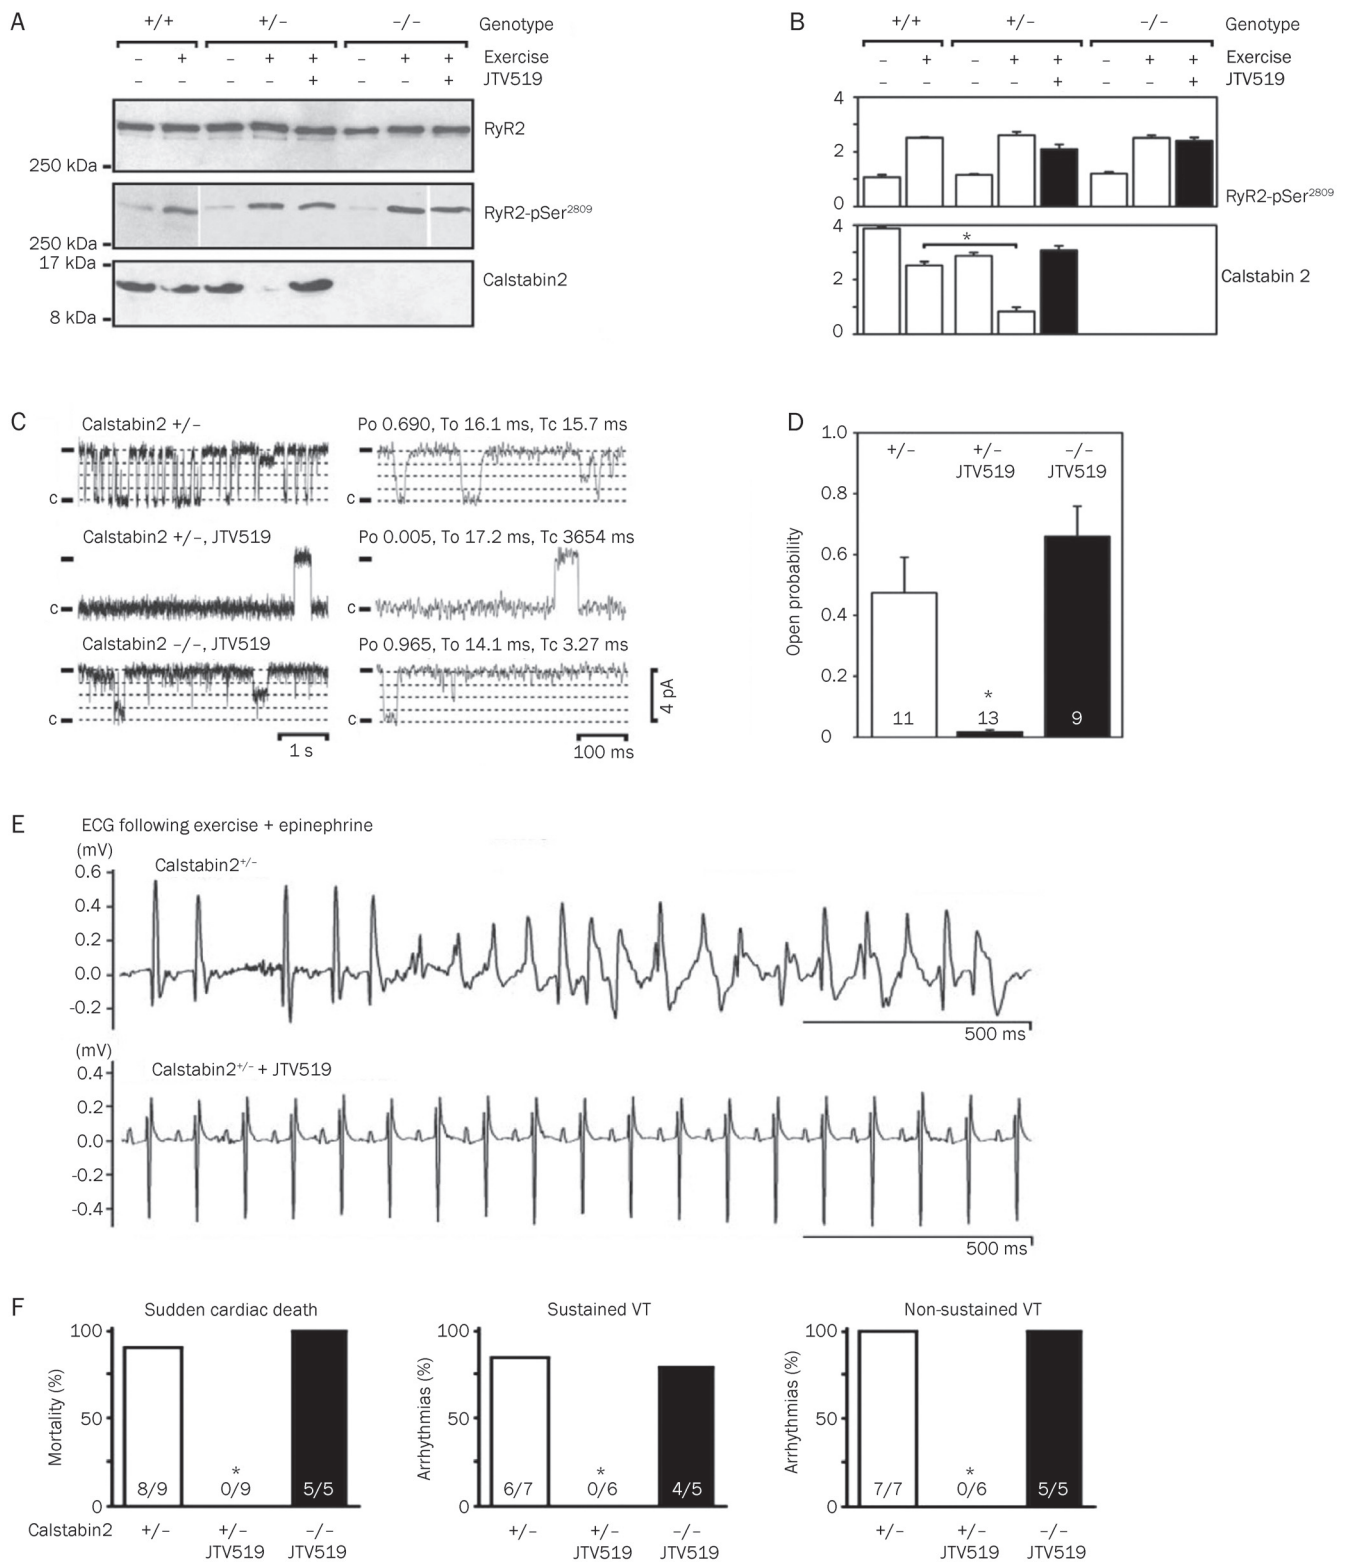 A
+/+ +/– –/– Genotype
– + – + + – + + Exercise
– – – – + – – + JTV519
RyR2
250 kDa
RyR2-pSer2809
250 kDa
17 kDa
Calstabin2
8 kDa
B
+/+ +/– –/– Genotype
– + – + + – + + Exercise
– – – – + – – + JTV519
4
2
0
RyR2-pSer2809
4
*
2
Calstabin 2
0
C
Calstabin2 +/– Po 0.690, To 16.1 ms, Tc 15.7 ms
c
Calstabin2 +/–, JTV519 Po 0.005, To 17.2 ms, Tc 3654 ms
c c
Calstabin2 –/–, JTV519 Po 0.965, To 14.1 ms, Tc 3.27 ms
c c
4 pA
1 s 100 ms
D
1.0
+/– +/– –/–
JTV519 JTV519
0.8
0.6
0.4
0.2
0
Open probability
*
11 13 9
E
ECG following exercise + epinephrine
(mV)
Calstabin2+/–
0.6
0.4
0.2
0.0
-0.2
500 ms
(mV)
Calstabin2+/– + JTV519
0.4
0.2
0.0
-0.2
-0.4
500 ms
F
Sudden cardiac death
100
50
0
Mortality (%)
*
8/9 0/9 5/5
Calstabin2 +/– +/– –/–
JTV519 JTV519
Sustained VT
100
50
0
Arrhythmias (%)
*
6/7 0/6 4/5
+/– +/– –/–
JTV519 JTV519
Non-sustained VT
100
50
0
Arrhythmias (%)
*
7/7 0/6 5/5
+/– +/– –/–
JTV519 JTV519